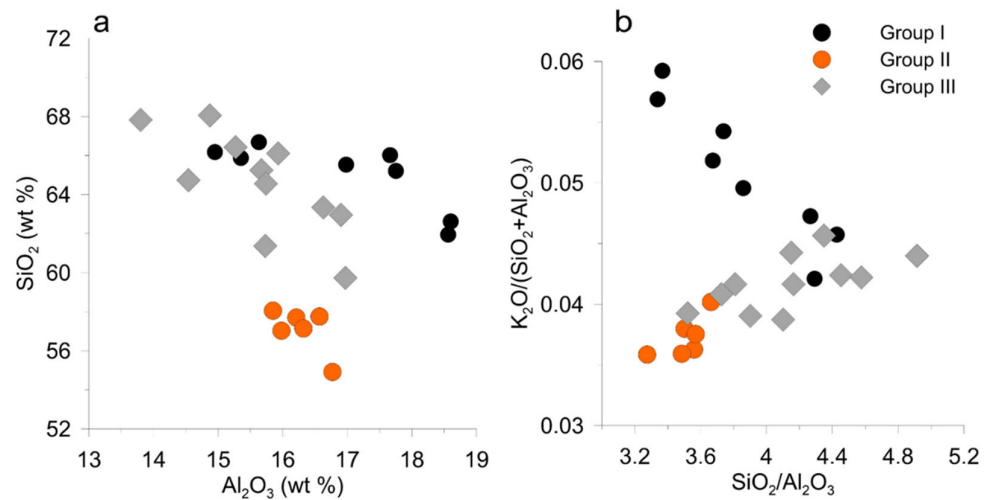 a
72
68
64
60
56
52
SiO₂ (wt %)
13 14 15 16 17 18 19
Al₂O₃ (wt %)
b
Group I
Group II
Group III
0.06
0.05
0.04
0.03
K₂O/(SiO₂+Al₂O₃)
3.2 3.6 4 4.4 4.8 5.2
SiO₂/Al₂O₃